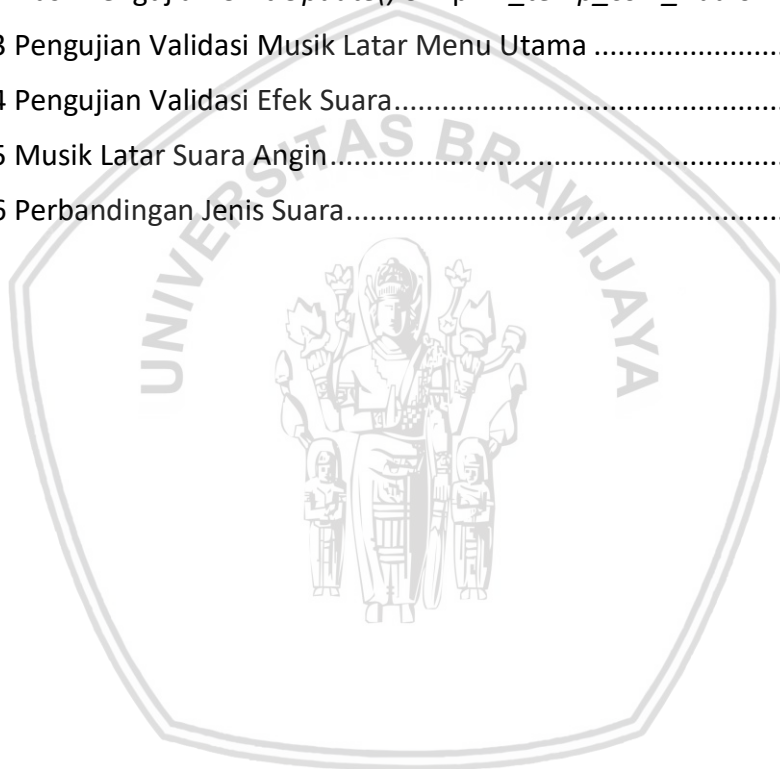 3 Pengujian Validasi Musik Latar Menu Utama ........................
4 Pengujian Validasi Efek Suara.................................................
5 Musik Latar Suara Angin.........................................................
6 Perbandingan Jenis Suara.......................................................
UNIVERSITAS BRAWIJAYA